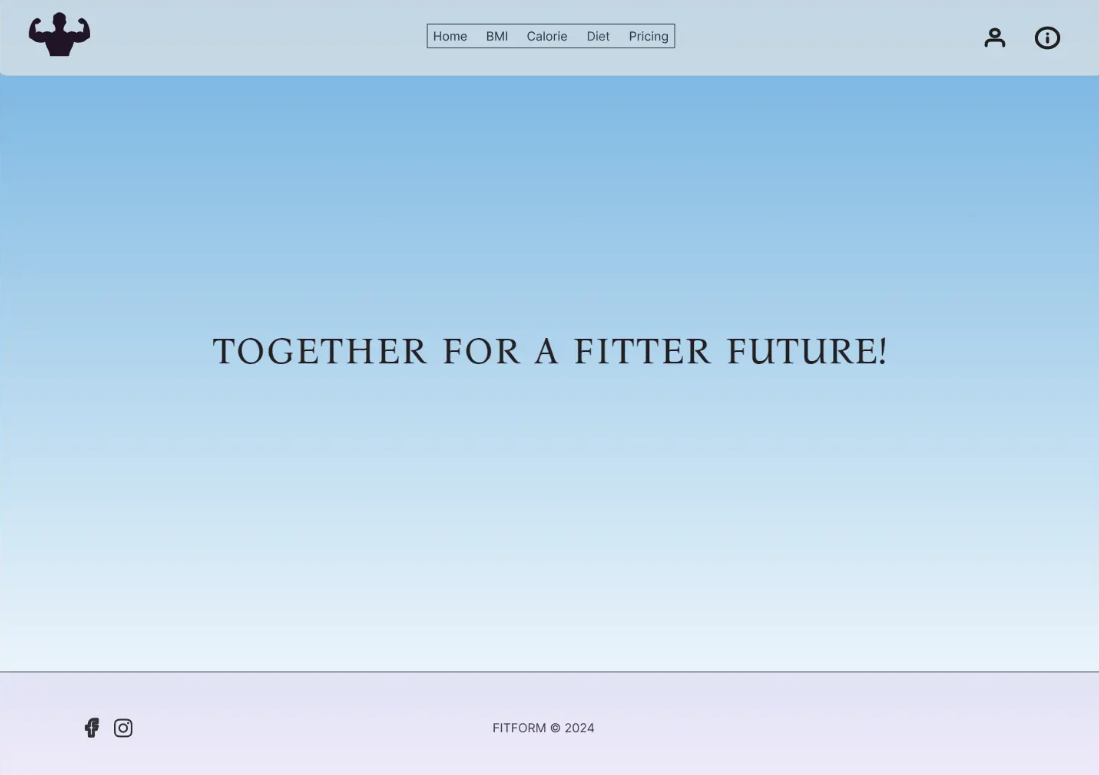 Home BMI Calorie Diet Pricing
TOGETHER FOR A FITTER FUTURE!
FITFORM © 2024